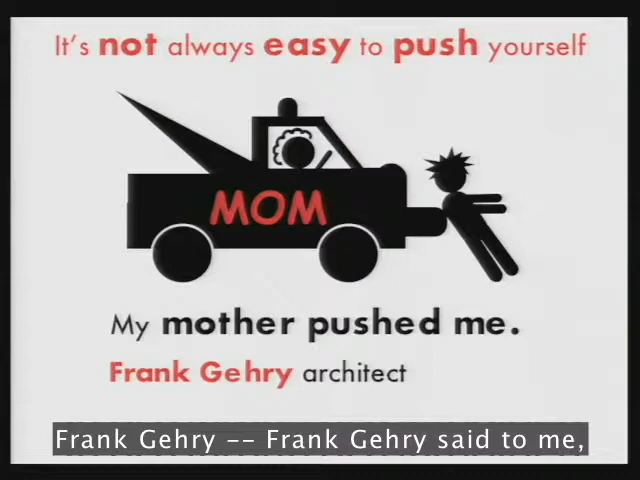 It's not always easy to push yourself
MOM
My mother pushed me.
Frank Gehry architect
Frank Gehry -- Frank Gehry said to me,